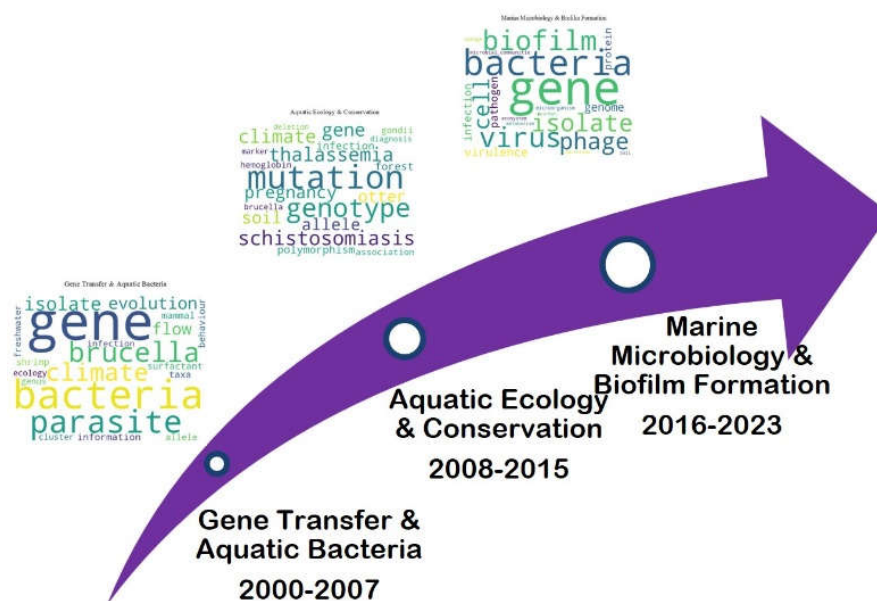 Marine Microbiology & Biofilm Formation
biofilm
protein
bacteria
gene
cell
pathogen
infection
microorganism
genome
isolate
virus
phage
virulence
Aquatic Ecology & Conservation
deletion
climate
gene
gondii
diagnosis
infection
marker
thalassemia
hemoglobin
forest
mutation
pregnancy
otter
brucella
genotype
soil
allele
schistosomiasis
polymorphism
association
Gene Transfer & Aquatic Bacteria
isolate
evolution
mammal
gene
flow
behaviour
freshwater
infection
brucella
shrimp
surfactant
ecology
climate
taxa
genus
bacteria
parasite
cluster
information
allele
Marine
Microbiology &
Biofilm Formation
2016-2023
Aquatic Ecology
& Conservation
2008-2015
Gene Transfer &
Aquatic Bacteria
2000-2007